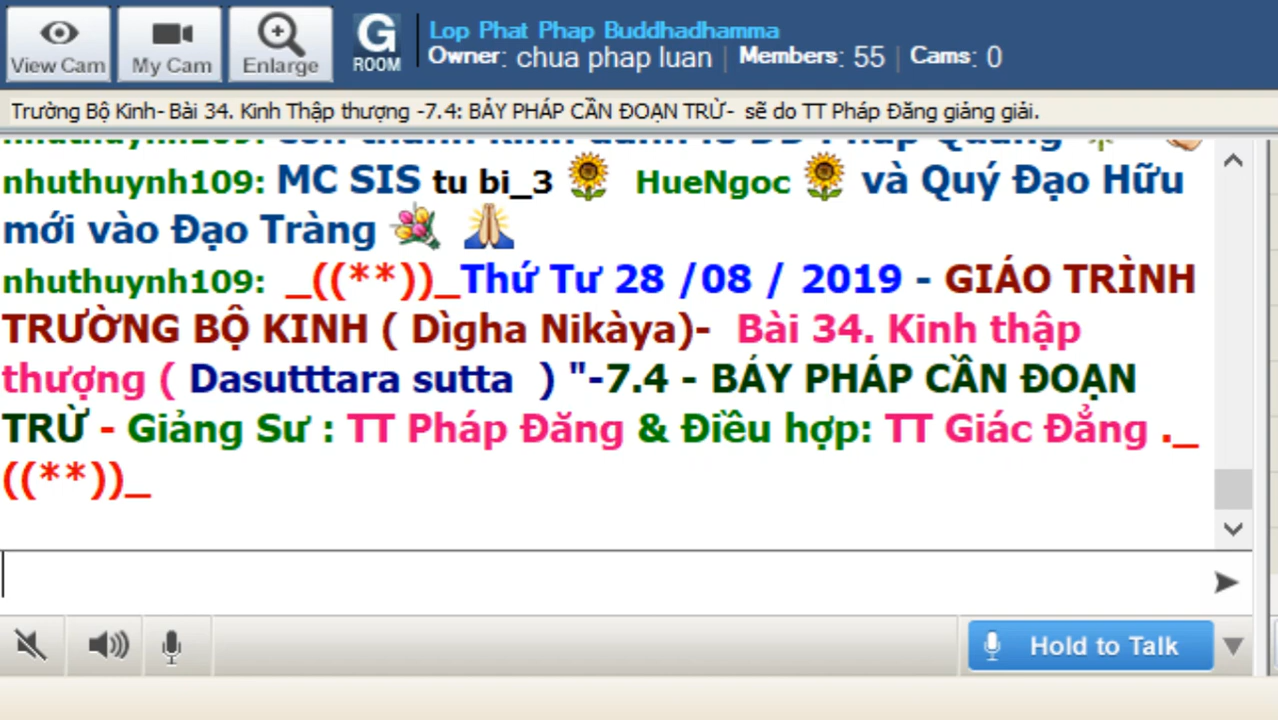 View Cam
My Cam
Enlarge
G
ROOM
Lop Phat Phap Buddhadhamma
Owner: chua phap luan | Members: 55 | Cams: 0
Trường Bộ Kinh- Bài 34. Kinh Thập thượng -7.4: BẢY PHÁP CẦN ĐOẠN TRỪ- sẽ do TT Pháp Đăng giảng giải.
nhuthuynh109: MC SIS tu bi_3 HueNgoc và Quý Đạo Hữu
mới vào Đạo Tràng
nhuthuynh109: _((**))_Thứ Tư 28 /08 / 2019 - GIÁO TRÌNH
TRƯỜNG BỘ KINH ( Dìgha Nikàya)- Bài 34. Kinh thập
thượng ( Dasutttara sutta ) "-7.4 - BẢY PHÁP CẦN ĐOẠN
TRỪ - Giảng Sư : TT Pháp Đăng & Điều hợp: TT Giác Đẳng ._
((**))_
Hold to Talk